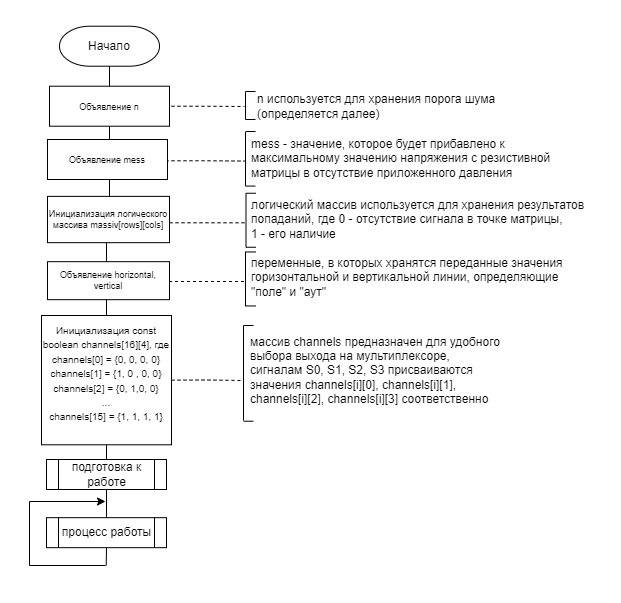 Начало
Объявление n
n используется для хранения порога шума
(определяется далее)
Объявление mess
mess - значение, которое будет прибавлено к
максимальному значению напряжения с резистивной
матрицы в отсутствие приложенного давления
Инициализация логического
массива massiv[rows][cols]
логический массив используется для хранения результатов
попаданий, где 0 - отсутствие сигнала в точке матрицы,
1 - его наличие
Объявление horizontal,
vertical
переменные, в которых хранятся переданные значения
горизонтальной и вертикальной линии, определяющие
"поле" и "аут"
Инициализация const
boolean channels[16][4], где
channels[0] = {0, 0, 0, 0}
channels[1] = {1, 0 , 0, 0}
channels[2] = {0, 1,0, 0}
...
channels[15] = {1, 1, 1, 1}
массив channels предназначен для удобного
выбора выхода на мультиплексоре,
сигналам S0, S1, S2, S3 присваиваются
значения channels[i][0], channels[i][1],
channels[i][2], channels[i][3] соответственно
подготовка к
работе
процесс работы